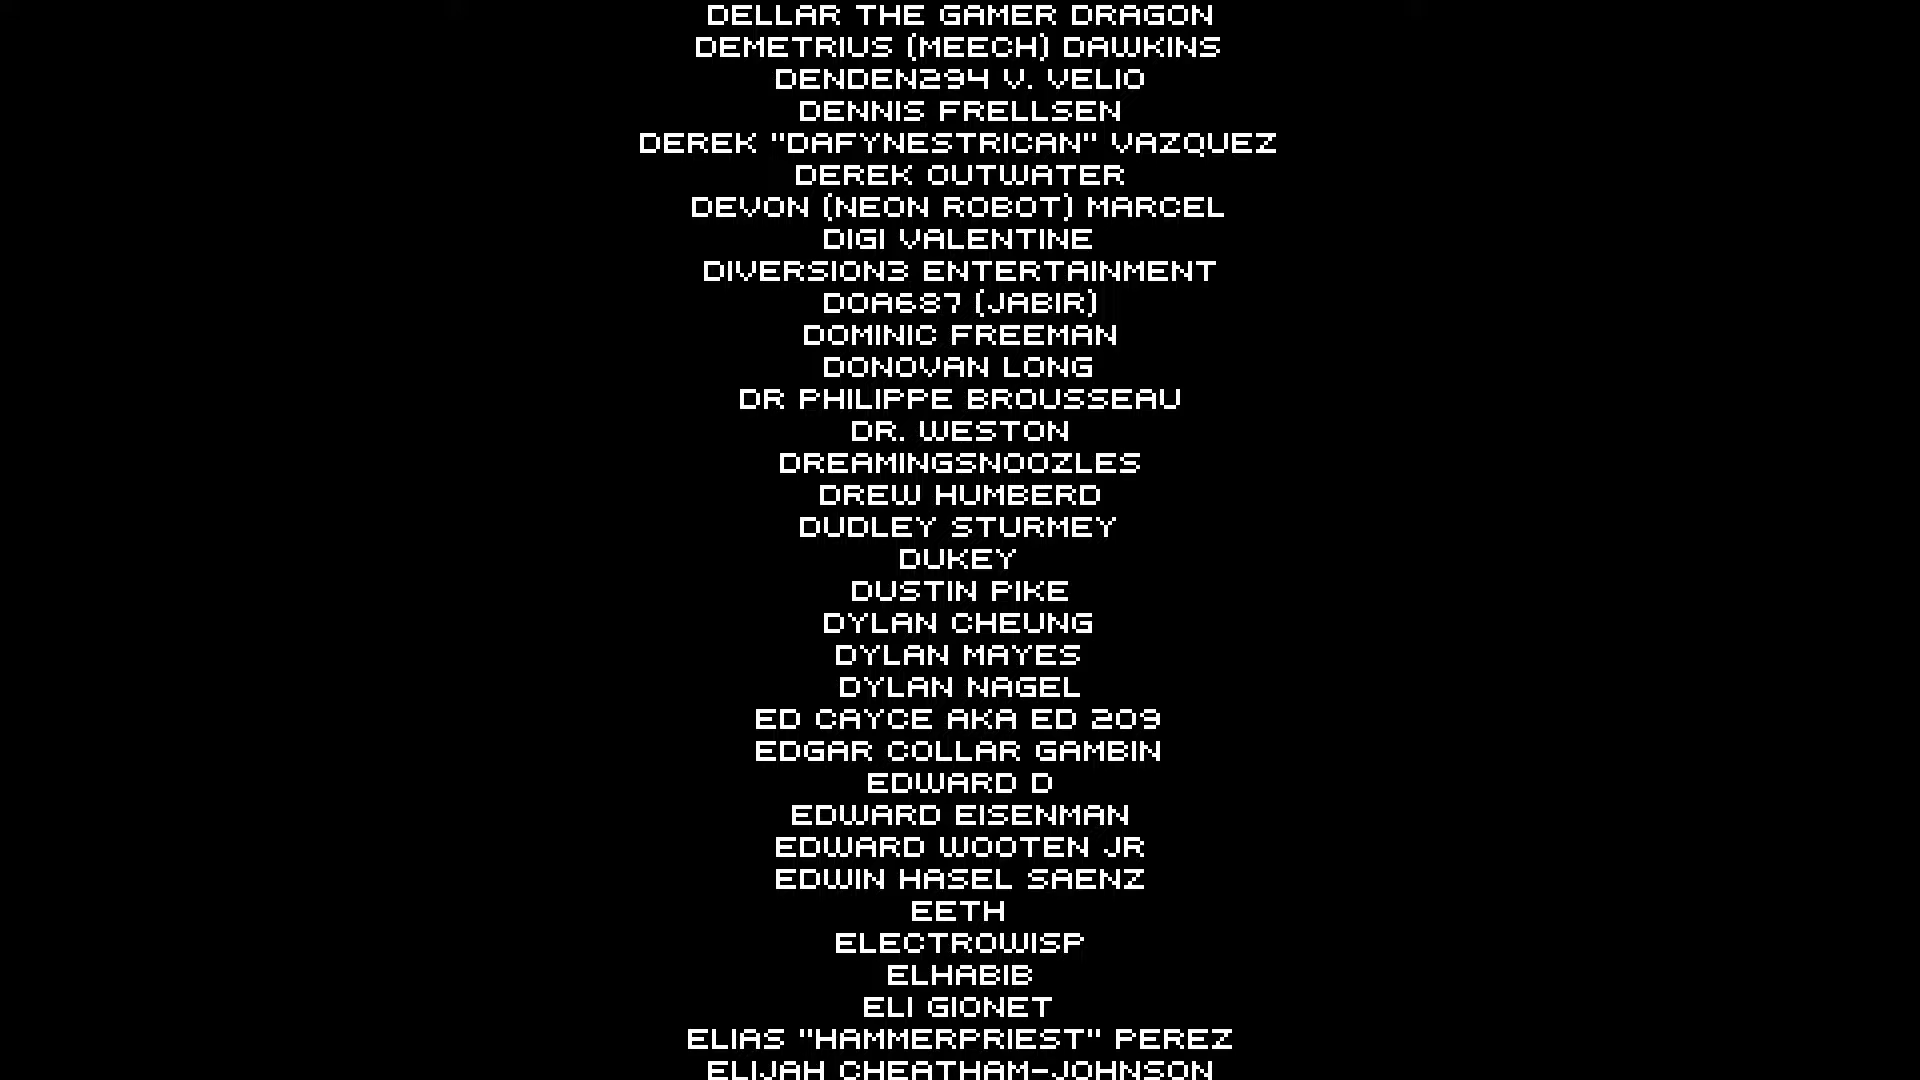 DELLAR THE GAMER DRAGON
DEMETRIUS (MEECH) DAWKINS
DENDEN294 V. VELIO
DENNIS FRELLSEN
DEREK "DAFYNESTRICAN" VAZQUEZ
DEREK OUTWATER
DEVON (NEON ROBOT) MARCEL
DIGI VALENTINE
DIVERSION3 ENTERTAINMENT
DOA687 (JABIR)
DOMINIC FREEMAN
DONOVAN LONG
DR PHILIPPE BROUSSEAU
DR. WESTON
DREAMINGSNOOZLES
DREW HUMBERD
DUDLEY STURMEY
DUKEY
DUSTIN PIKE
DYLAN CHEUNG
DYLAN MAYES
DYLAN NAGEL
ED CAYCE AKA ED 209
EDGAR COLLAR GAMBIN
EDWARD D
EDWARD EISENMAN
EDWARD WOOTEN JR
EDWIN HASEL SAENZ
EETH
ELECTROWISP
ELHABIB
ELI GIONET
ELIAS "HAMMERPRIEST" PEREZ
ELIJAH CHEATHAM-JOHNSON